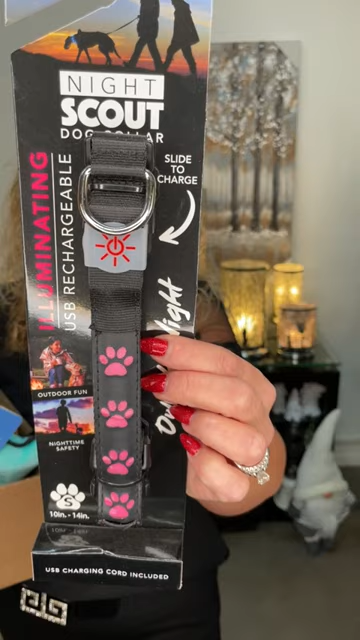 NIGHT
SCOUT
DOG COLLAR
SLIDE
TO
CHARGE
ILLUMINATING
USB RECHARGEABLE
OUTDOOR FUN
NIGHTTIME
SAFETY
S
10in. - 14in.
USB CHARGING CORD INCLUDED